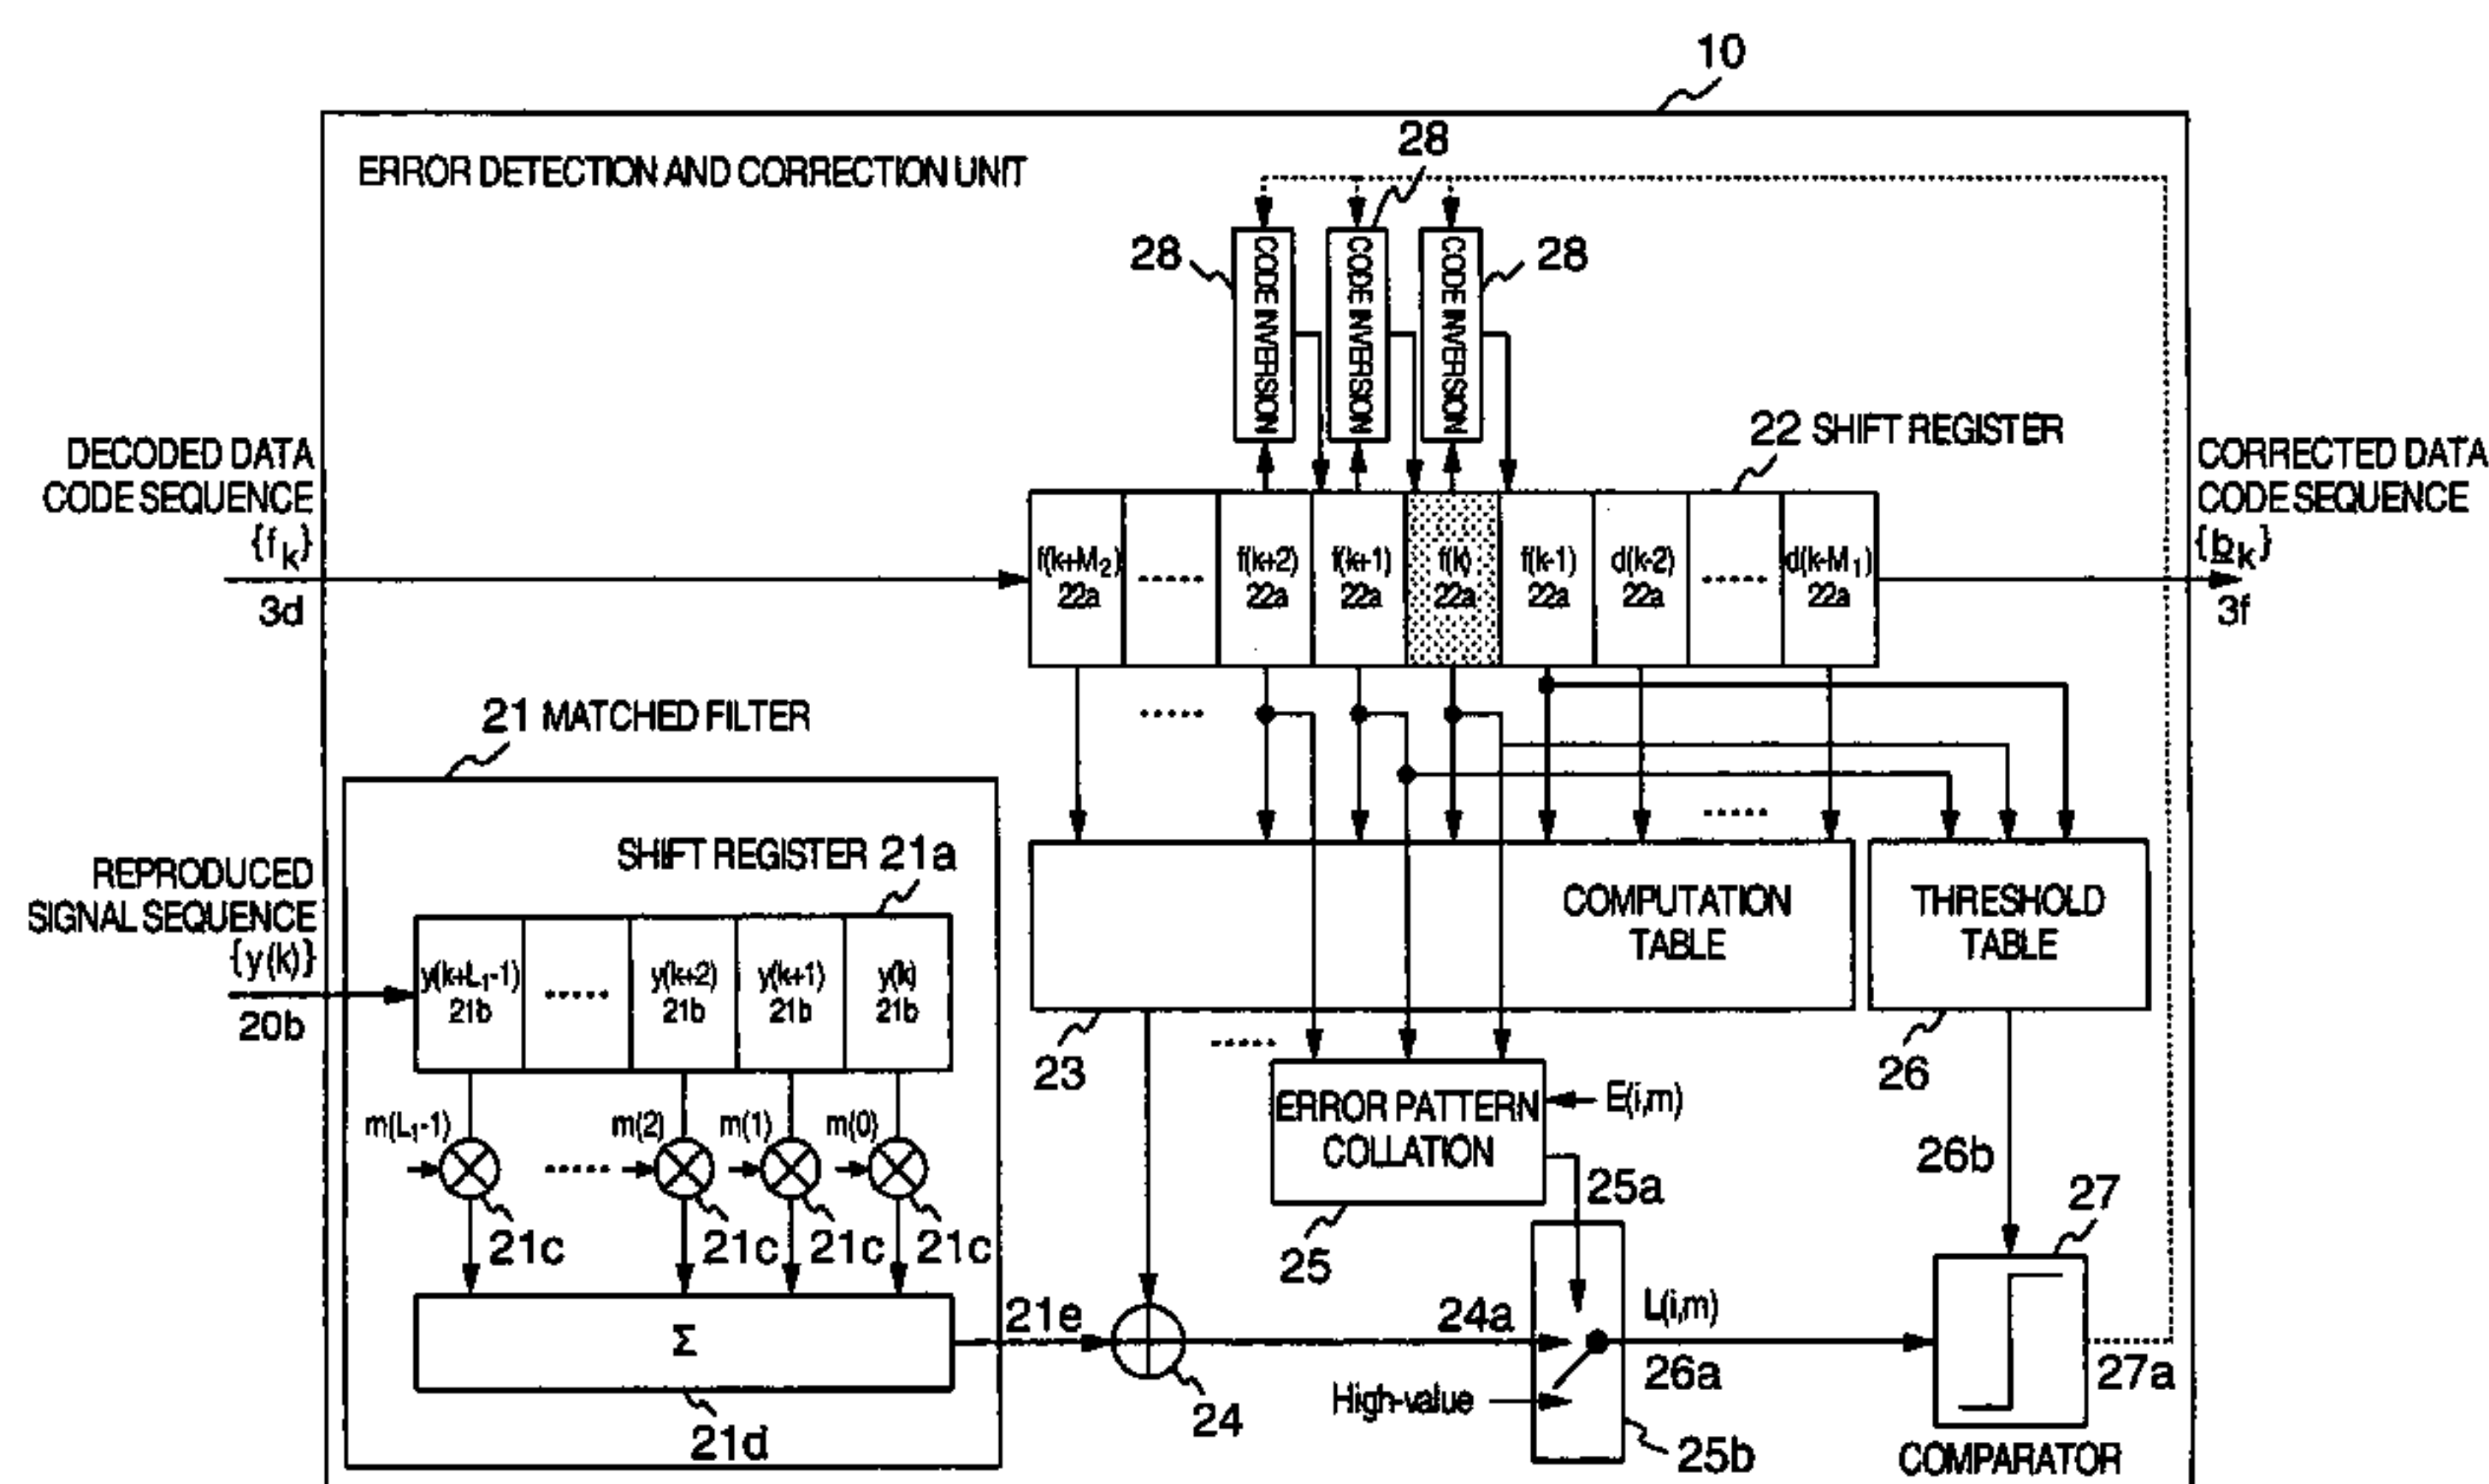 10
ERROR DETECTION AND CORRECTION UNIT
28
28
28
CODE INVERSION
CODE INVERSION
CODE INVERSION
22 SHIFT REGISTER
DECODED DATA
CODE SEQUENCE
{fk}
3d
CORRECTED DATA
CODE SEQUENCE
{bk}
3f
f(k+M2)
22a
.....
f(k+2)
22a
f(k+1)
22a
f(k)
22a
f(k-1)
22a
d(k-2)
22a
.....
d(k-M1)
22a
.....
.....
21 MATCHED FILTER
SHIFT REGISTER 21a
REPRODUCED
SIGNAL SEQUENCE
{y(k)}
20b
y(k+L1-1)
21b
.....
y(k+2)
21b
y(k+1)
21b
y(k)
21b
COMPUTATION
TABLE
23
THRESHOLD
TABLE
26
.....
m(L1-1)
.....
m(2)
m(1)
m(0)
21c
21c
21c
21c
Σ
21d
21e
24
ERROR PATTERN
COLLATION
E(i,m)
25
25a
24a
High-value
25b
L(i,m)
26a
26b
27
27a
COMPARATOR